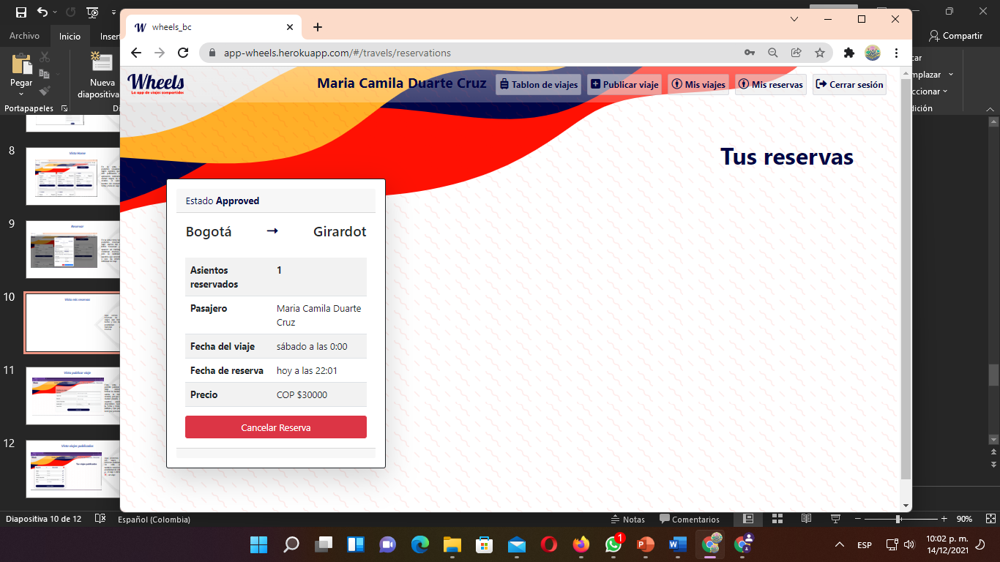 wheels_bc
Archivo
Inicio
Compartir
app-wheels.herokuapp.com/#/travels/reservations
Pegar
Nueva
diapositiva
Portapapeles
Wheels
La app de viajes compartidos
Maria Camila Duarte Cruz
Tablon de viajes
Publicar viaje
Mis viajes
Mis reservas
Cerrar sesión
Tus reservas
Estado Approved
Bogotá → Girardot
Asientos
reservados
1
Pasajero
Maria Camila Duarte
Cruz
Fecha del viaje
sábado a las 0:00
Fecha de reserva
hoy a las 22:01
Precio
COP $30000
Cancelar Reserva
8
Vista Home
9
Reservar
10
Vista mis reservas
11
Vista publicar viaje
12
Vista viajes publicados
Tus viajes publicados
Diapositiva 10 de 12
Español (Colombia)
Notas
Comentarios
90%
1
ESP
10:02 p. m.
14/12/2021